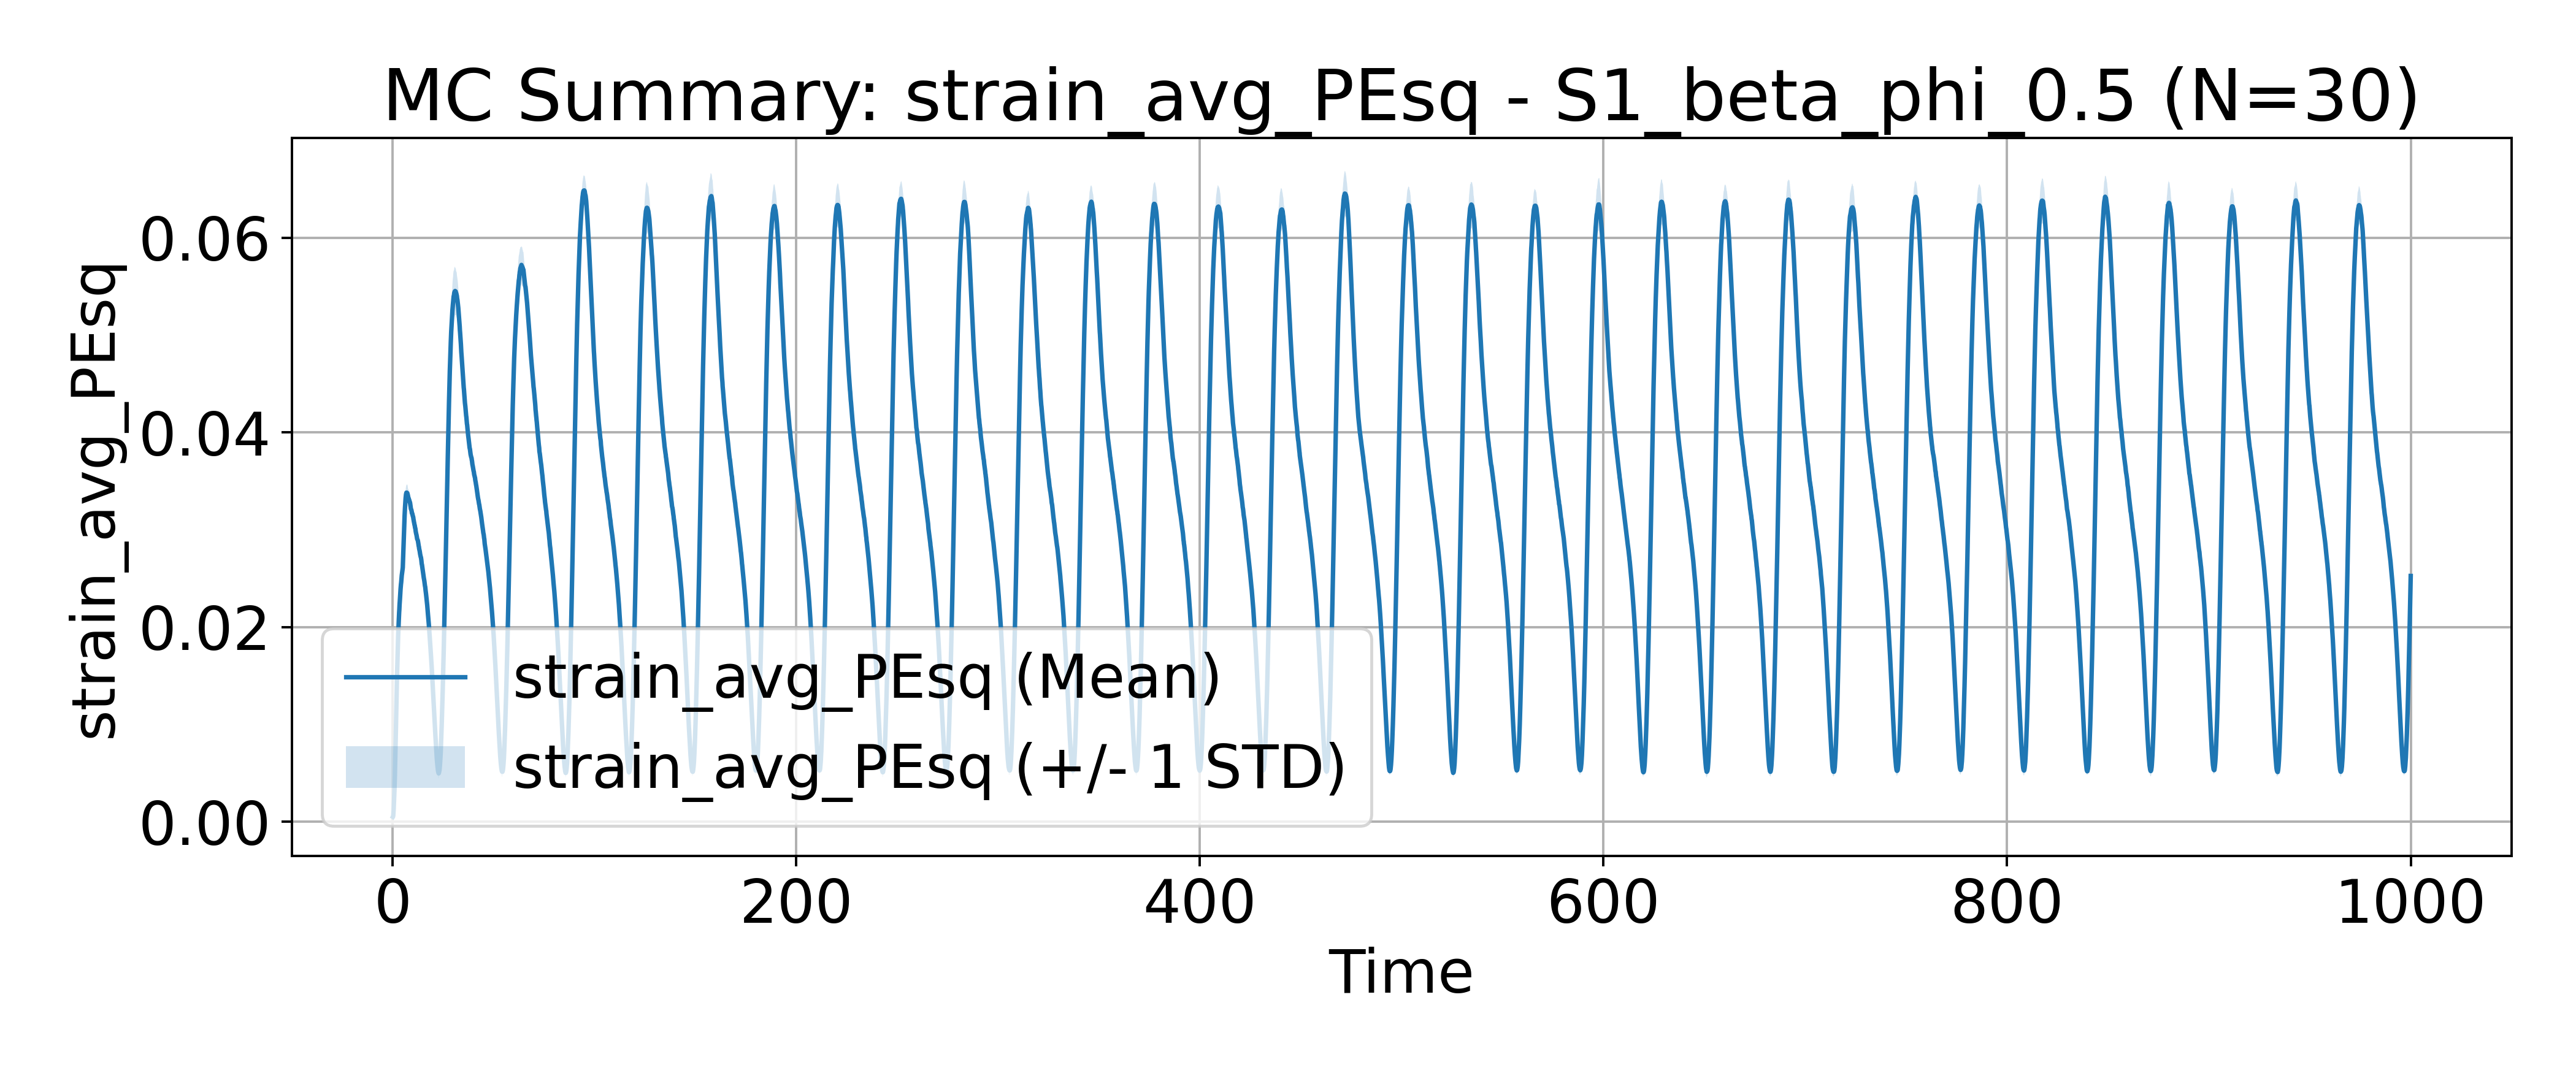 MC Summary: strain_avg_PEsq - S1_beta_phi_0.5 (N=30)
strain_avg_PEsq
0.06
0.04
0.02
0.00
strain_avg_PEsq (Mean)
strain_avg_PEsq (+/- 1 STD)
0 200 400 600 800 1000
Time